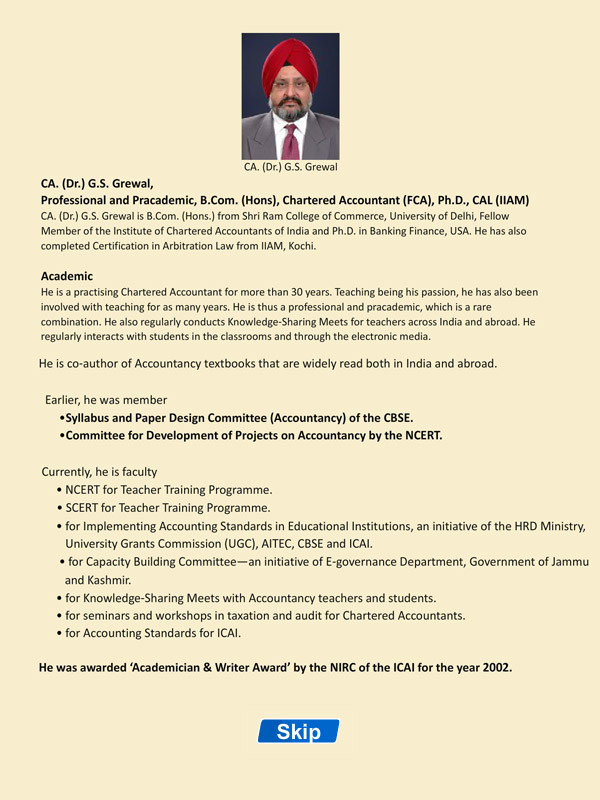 CA. (Dr.) G.S. Grewal
CA. (Dr.) G.S. Grewal,
Professional and Pracademic, B.Com. (Hons), Chartered Accountant (FCA), Ph.D., CAL (IIAM)
CA. (Dr.) G.S. Grewal is B.Com. (Hons.) from Shri Ram College of Commerce, University of Delhi, Fellow
Member of the Institute of Chartered Accountants of India and Ph.D. in Banking Finance, USA. He has also
completed Certification in Arbitration Law from IIAM, Kochi.
Academic
He is a practising Chartered Accountant for more than 30 years. Teaching being his passion, he has also been
involved with teaching for as many years. He is thus a professional and pracademic, which is a rare
combination. He also regularly conducts Knowledge-Sharing Meets for teachers across India and abroad. He
regularly interacts with students in the classrooms and through the electronic media.
He is co-author of Accountancy textbooks that are widely read both in India and abroad.
Earlier, he was member
•Syllabus and Paper Design Committee (Accountancy) of the CBSE.
•Committee for Development of Projects on Accountancy by the NCERT.
Currently, he is faculty
• NCERT for Teacher Training Programme.
• SCERT for Teacher Training Programme.
• for Implementing Accounting Standards in Educational Institutions, an initiative of the HRD Ministry,
University Grants Commission (UGC), AITEC, CBSE and ICAI.
• for Capacity Building Committee—an initiative of E-governance Department, Government of Jammu
and Kashmir.
• for Knowledge-Sharing Meets with Accountancy teachers and students.
• for seminars and workshops in taxation and audit for Chartered Accountants.
• for Accounting Standards for ICAI.
He was awarded ‘Academician & Writer Award’ by the NIRC of the ICAI for the year 2002.
Skip